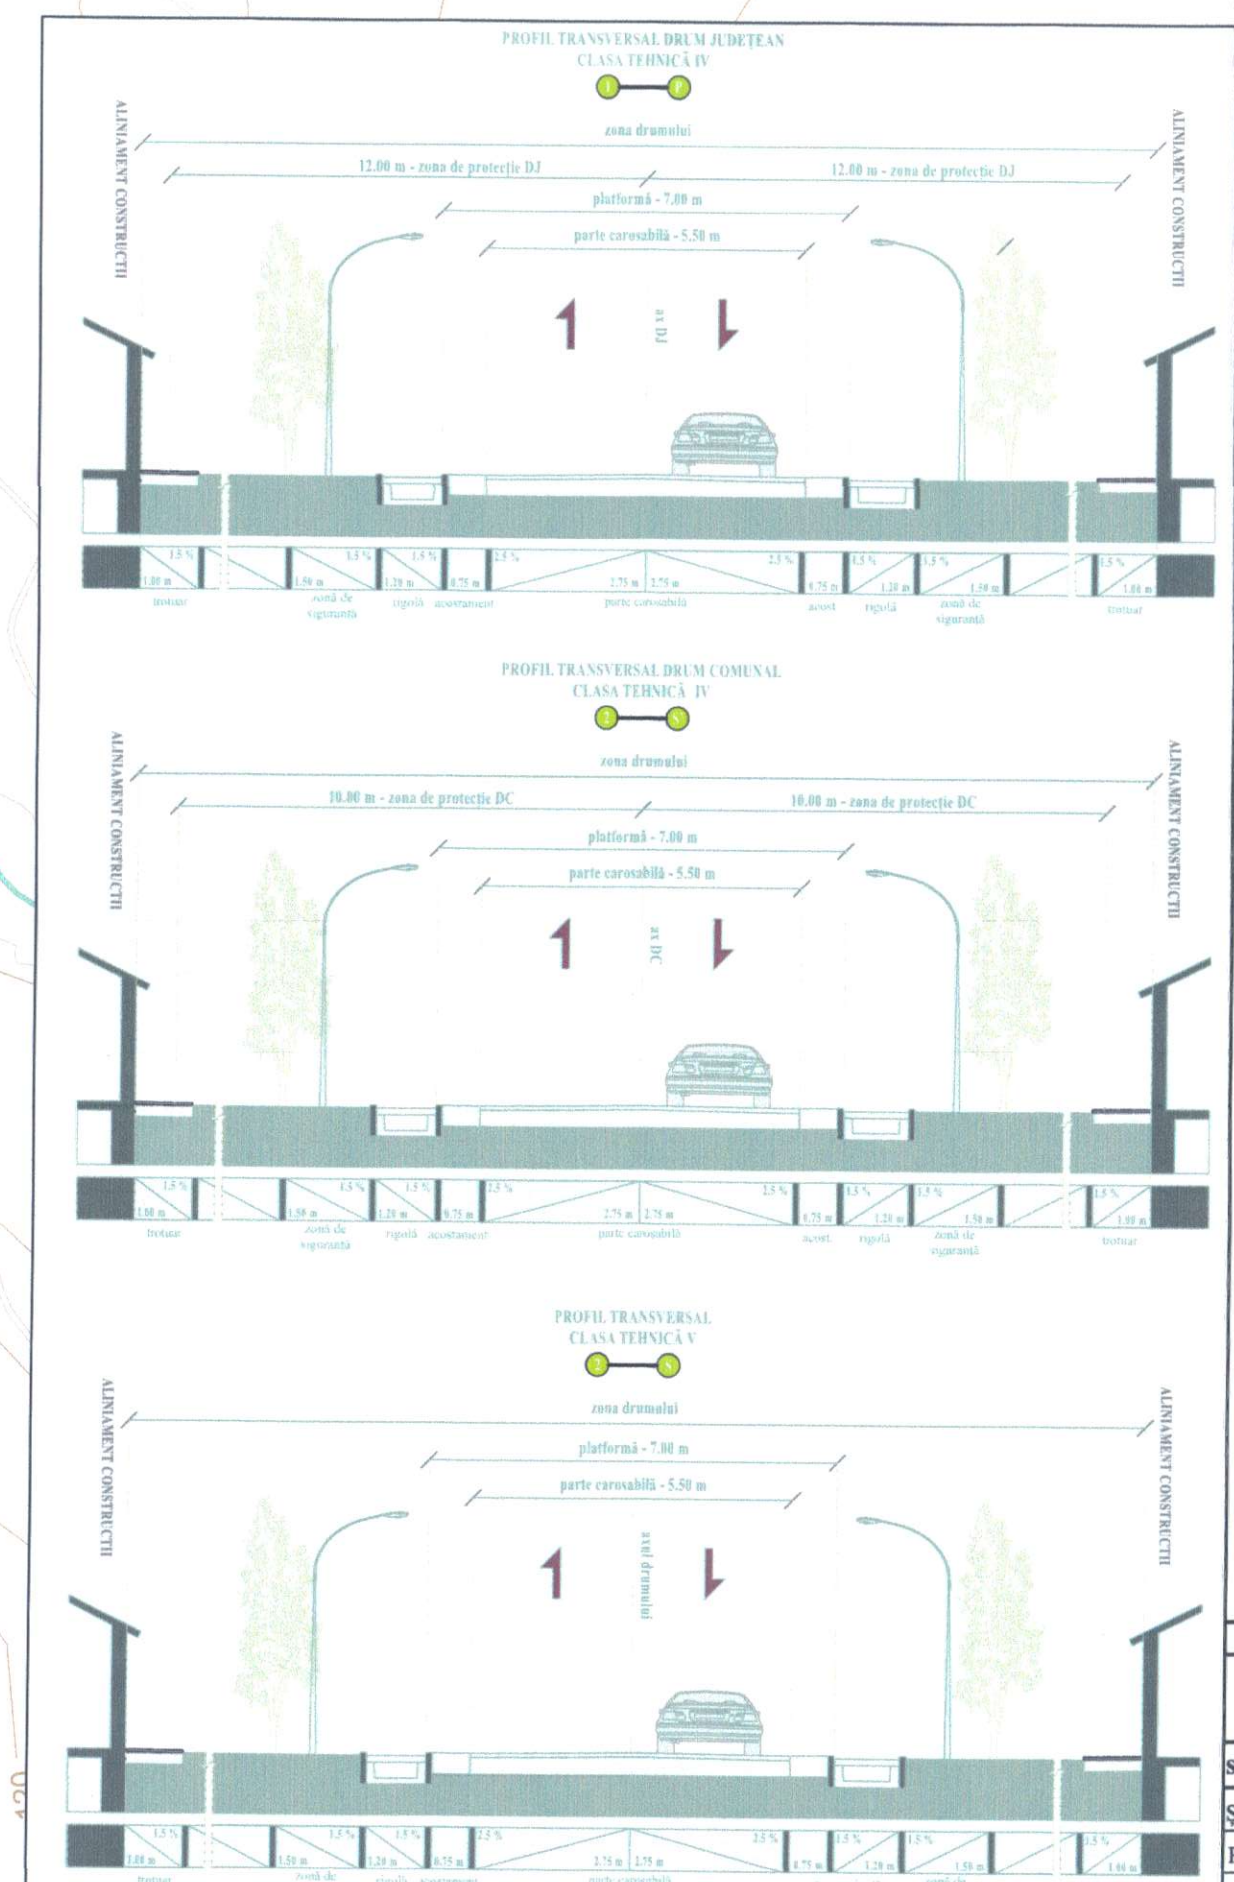 PROFIL TRANSVERSAL DRUM JUDEȚEAN
CLASA TEHNICĂ IV
1 P
ALINIAMENT CONSTRUCTII
ALINIAMENT CONSTRUCTII
zona drumului
12.00 m - zona de protecție DJ 12.00 m - zona de protecție DJ
platformă - 7.00 m
parte carosabilă - 5.50 m
ax DJ
1.5 % 1.5 % 1.5 % 2.5 % 2.5 % 1.5 % 1.5 % 1.5 %
1.00 m 1.50 m 1.20 m 0.75 m 2.75 m 2.75 m 0.75 m 1.20 m 1.50 m 1.00 m
trotuar zonă de siguranță rigolă acostament parte carosabilă acost rigolă zonă de siguranță trotuar
PROFIL TRANSVERSAL DRUM COMUNAL
CLASA TEHNICĂ IV
2 S
ALINIAMENT CONSTRUCTII
ALINIAMENT CONSTRUCTII
zona drumului
10.00 m - zona de protecție DC 10.00 m - zona de protecție DC
platformă - 7.00 m
parte carosabilă - 5.50 m
ax DC
1.5 % 1.5 % 1.5 % 2.5 % 2.5 % 1.5 % 1.5 % 1.5 %
1.00 m 1.50 m 1.20 m 0.75 m 2.75 m 2.75 m 0.75 m 1.20 m 1.50 m 1.00 m
trotuar zonă de siguranță rigolă acostament parte carosabilă acost rigolă zonă de siguranță trotuar
PROFIL TRANSVERSAL
CLASA TEHNICĂ V
2 S
ALINIAMENT CONSTRUCTII
ALINIAMENT CONSTRUCTII
zona drumului
platformă - 7.00 m
parte carosabilă - 5.50 m
axul drumului
1.5 % 1.5 % 1.5 % 2.5 % 2.5 % 1.5 % 1.5 % 1.5 %
1.00 m 1.50 m 1.20 m 0.75 m 2.75 m 2.75 m 0.75 m 1.20 m 1.50 m 1.00 m
trotuar zonă de rigolă acostament parte carosabilă